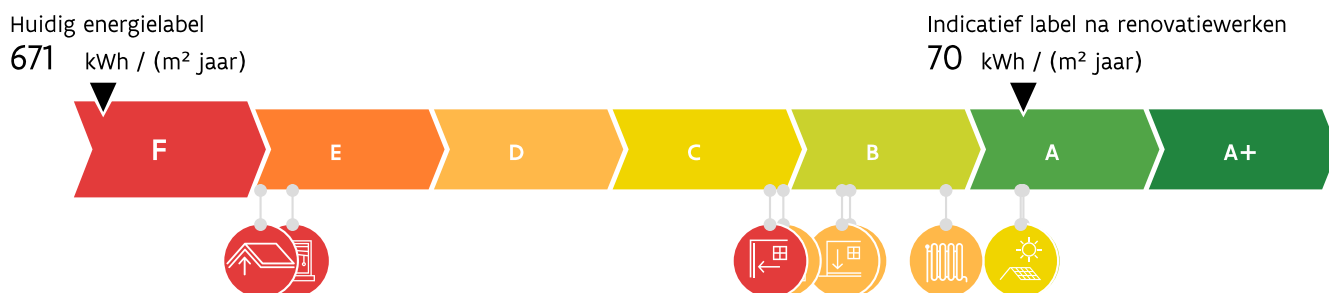 Huidig energielabel
671 kWh / (m² jaar)
Indicatief label na renovatiewerken
70 kWh / (m² jaar)
F E D C B A A+